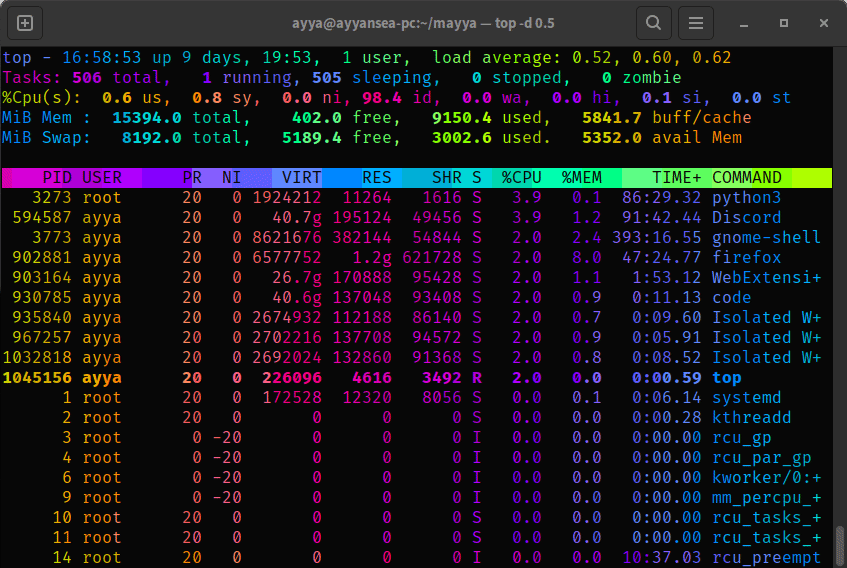 ayya@ayyansea-pc:~/mayya — top -d 0.5
top - 16:58:53 up 9 days, 19:53,  1 user,  load average: 0.52, 0.60, 0.62
Tasks: 506 total,   1 running, 505 sleeping,   0 stopped,   0 zombie
%Cpu(s):  0.6 us,  0.8 sy,  0.0 ni, 98.4 id,  0.0 wa,  0.0 hi,  0.1 si,  0.0 st
MiB Mem :  15394.0 total,    402.0 free,   9150.4 used,   5841.7 buff/cache
MiB Swap:   8192.0 total,   5189.4 free,   3002.6 used.   5352.0 avail Mem
PID USER      PR  NI    VIRT    RES    SHR S  %CPU  %MEM     TIME+ COMMAND
3273 root      20   0 1924212  11264   1616 S   3.9   0.1  86:29.32 python3
594587 ayya      20   0   40.7g 195124  49456 S   3.9   1.2  91:42.44 Discord
3773 ayya      20   0 8621676 382144  54844 S   2.0   2.4 393:16.55 gnome-shell
902881 ayya      20   0 6577752   1.2g 621728 S   2.0   8.0  47:24.77 firefox
903164 ayya      20   0   26.7g 170888  95428 S   2.0   1.1   1:53.12 WebExtensi+
930785 ayya      20   0   40.6g 137048  93408 S   2.0   0.9   0:11.13 code
935840 ayya      20   0 2674932 112188  86140 S   2.0   0.7   0:09.60 Isolated W+
967257 ayya      20   0 2702216 137708  94572 S   2.0   0.9   0:05.91 Isolated W+
1032818 ayya      20   0 2692024 132860  91368 S   2.0   0.8   0:08.52 Isolated W+
1045156 ayya      20   0  226096   4616   3492 R   2.0   0.0   0:00.59 top
1 root      20   0  172528  12320   8056 S   0.0   0.1   0:06.14 systemd
2 root      20   0       0      0      0 S   0.0   0.0   0:00.28 kthreadd
3 root       0 -20       0      0      0 I   0.0   0.0   0:00.00 rcu_gp
4 root       0 -20       0      0      0 I   0.0   0.0   0:00.00 rcu_par_gp
6 root       0 -20       0      0      0 I   0.0   0.0   0:00.00 kworker/0:+
9 root       0 -20       0      0      0 I   0.0   0.0   0:00.00 mm_percpu_+
10 root      20   0       0      0      0 S   0.0   0.0   0:00.00 rcu_tasks_+
11 root      20   0       0      0      0 S   0.0   0.0   0:00.00 rcu_tasks_+
14 root      20   0       0      0      0 I   0.0   0.0  10:37.03 rcu_preempt